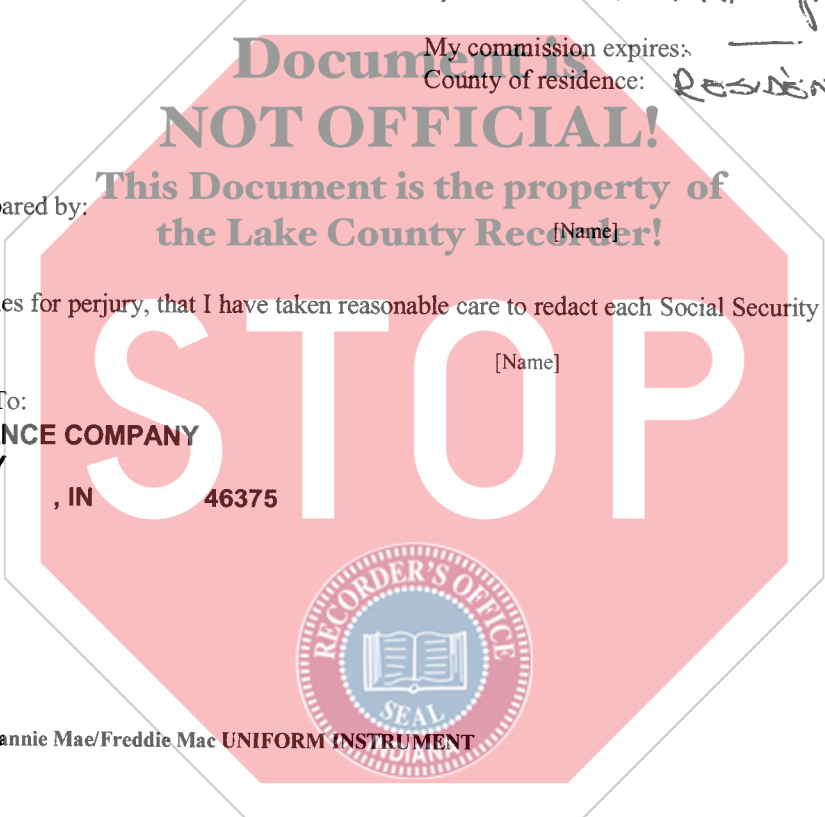 My commission expires:
Document is
County of residence:
NOT OFFICIAL!
This Document is the property of
ared by:
the Lake County Recorder!
[Name]
es for perjury, that I have taken reasonable care to redact each Social Security
STOP
[Name]
To:
NCE COMPANY
Y
, IN 46375
RECORDER'S OFFICE
SEAL
INDIANA
annie Mae/Freddie Mac UNIFORM INSTRUMENT